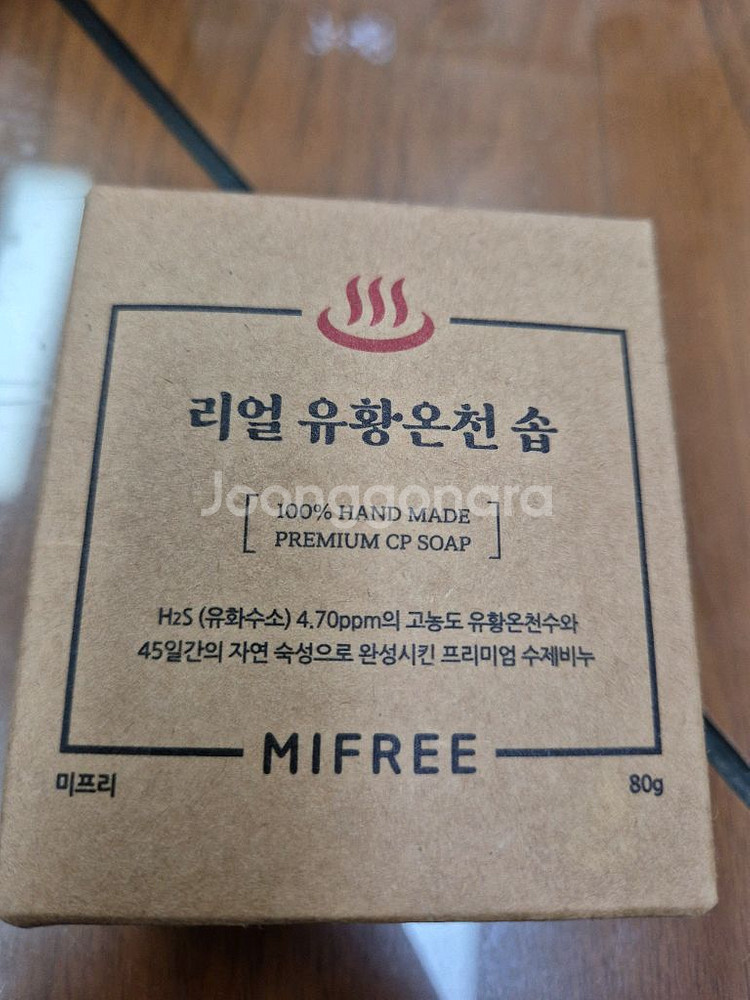 리얼 유황온천 솝
Joonggonara
100% HAND MADE
PREMIUM CP SOAP
H2S (유화수소) 4.70ppm의 고농도 유황온천수와
45일간의 자연 숙성으로 완성시킨 프리미엄 수제비누
MIFREE
미프리
80g